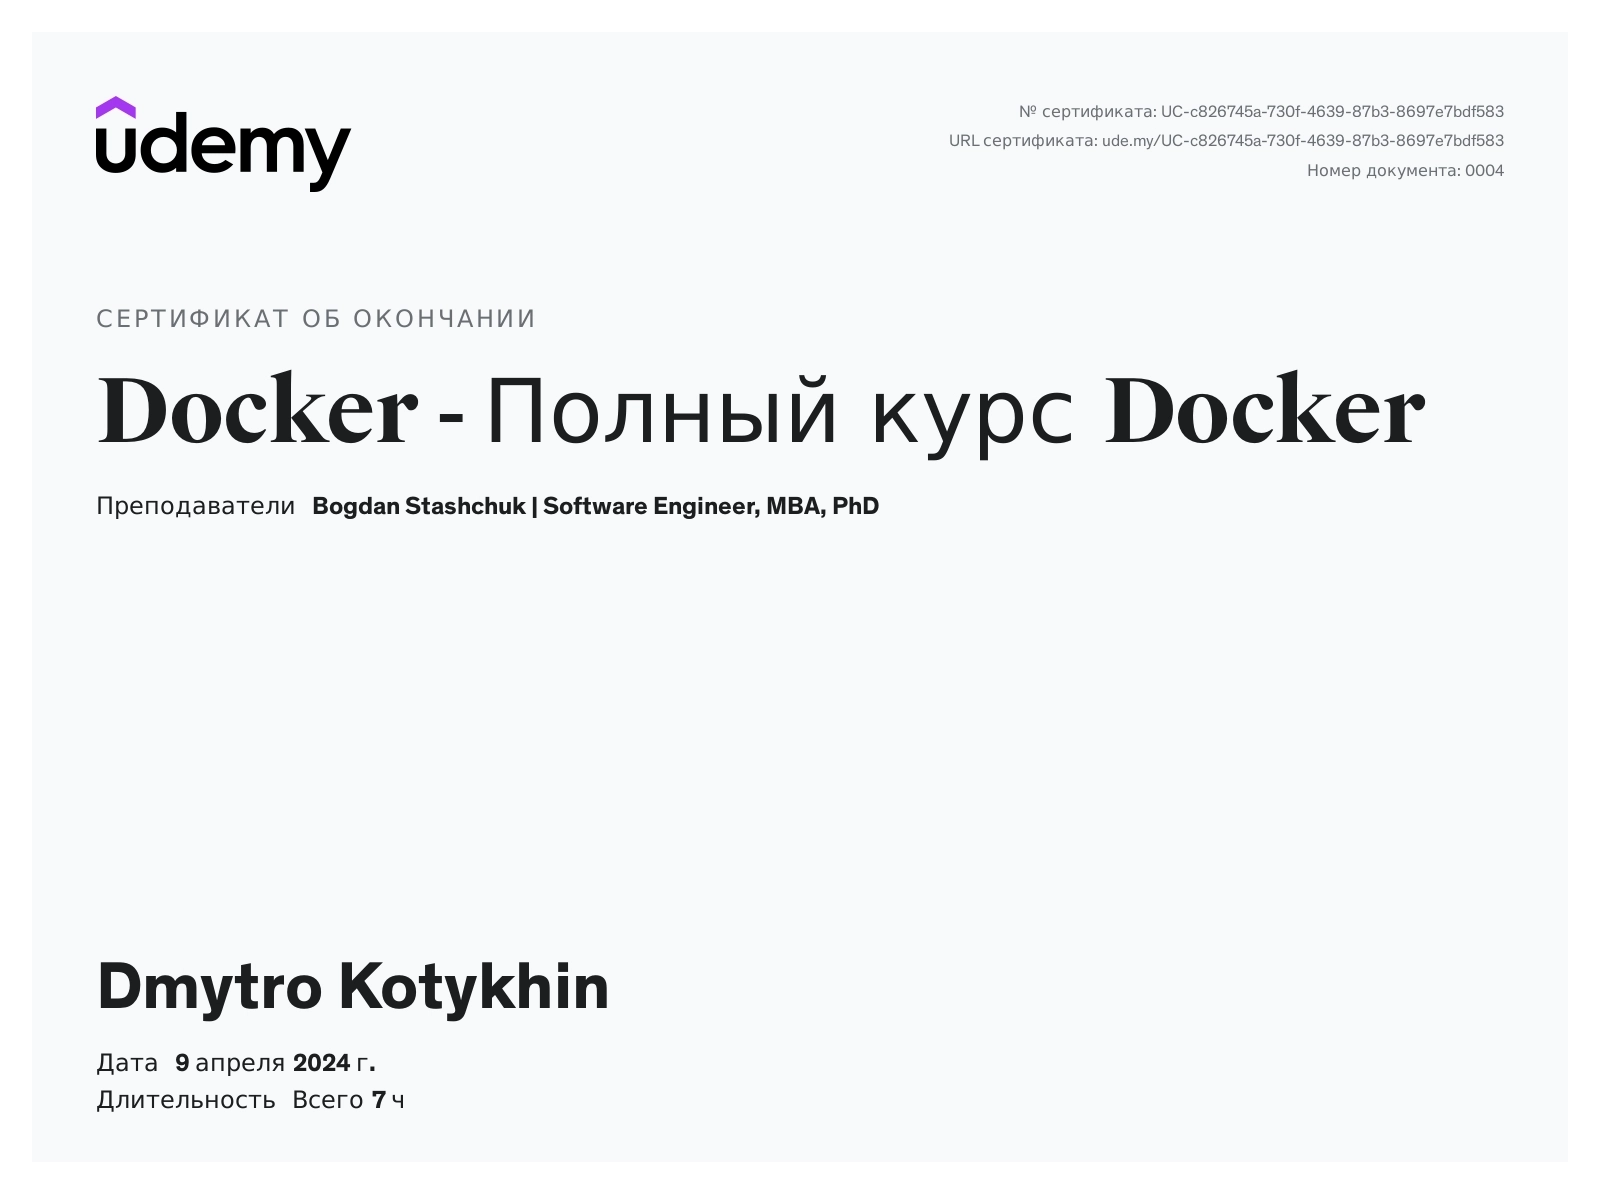 udemy
№ сертификата: UC-c826745a-730f-4639-87b3-8697e7bdf583
URL сертификата: ude.my/UC-c826745a-730f-4639-87b3-8697e7bdf583
Номер документа: 0004
СЕРТИФИКАТ ОБ ОКОНЧАНИИ
Docker - Полный курс Docker
Преподаватели Bogdan Stashchuk | Software Engineer, MBA, PhD
Dmytro Kotykhin
Дата 9 апреля 2024 г.
Длительность Всего 7 ч